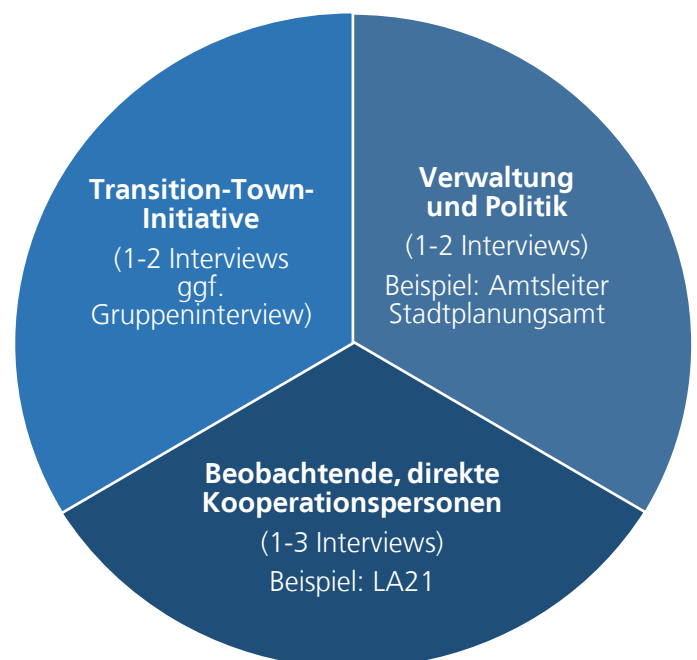 Transition-Town-
Initiative
(1-2 Interviews
ggf.
Gruppeninterview)
Verwaltung
und Politik
(1-2 Interviews)
Beispiel: Amtsleiter
Stadtplanungsamt
Beobachtende, direkte
Kooperationspersonen
(1-3 Interviews)
Beispiel: LA21